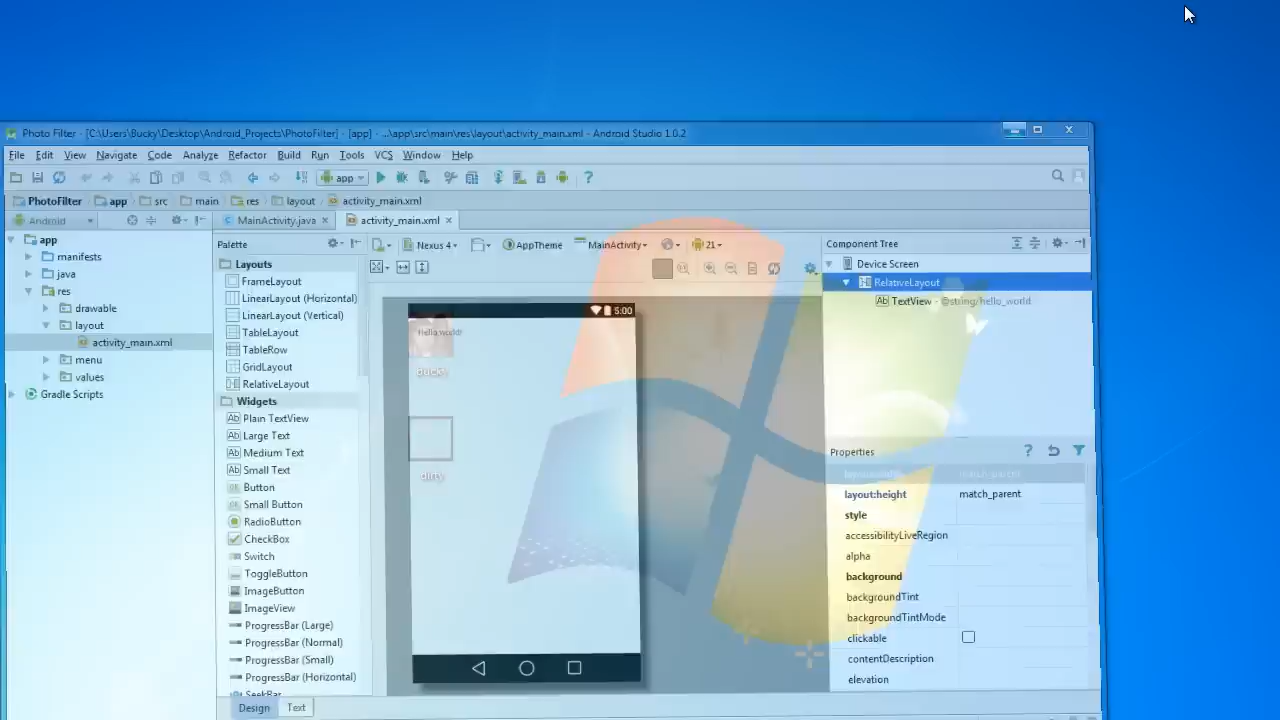 Photo Filter - [C:\Users\Bucky\Desktop\Android_Projects\PhotoFilter] - [app] - ...\app\src\main\res\layout\activity_main.xml - Android Studio 1.0.2
File Edit View Navigate Code Analyze Refactor Build Run Tools VCS Window Help
app
PhotoFilter app src main res layout activity_main.xml
Android MainActivity.java activity_main.xml
Palette Nexus 4 AppTheme MainActivity 21 Component Tree
app
manifests
java
res
drawable
layout
activity_main.xml
menu
values
Gradle Scripts
Layouts
FrameLayout
LinearLayout (Horizontal)
LinearLayout (Vertical)
TableLayout
TableRow
GridLayout
RelativeLayout
Widgets
Plain TextView
Large Text
Medium Text
Small Text
Button
Small Button
RadioButton
CheckBox
Switch
ToggleButton
ImageButton
ImageView
ProgressBar (Large)
ProgressBar (Normal)
ProgressBar (Small)
ProgressBar (Horizontal)
SeekBar
Design Text
5:00
Hello world!
bucky
dirty
Device Screen
RelativeLayout
Ab TextView - @string/hello_world
Properties
layout:width match_parent
layout:height match_parent
style
accessibilityLiveRegion
alpha
background
backgroundTint
backgroundTintMode
clickable
contentDescription
elevation